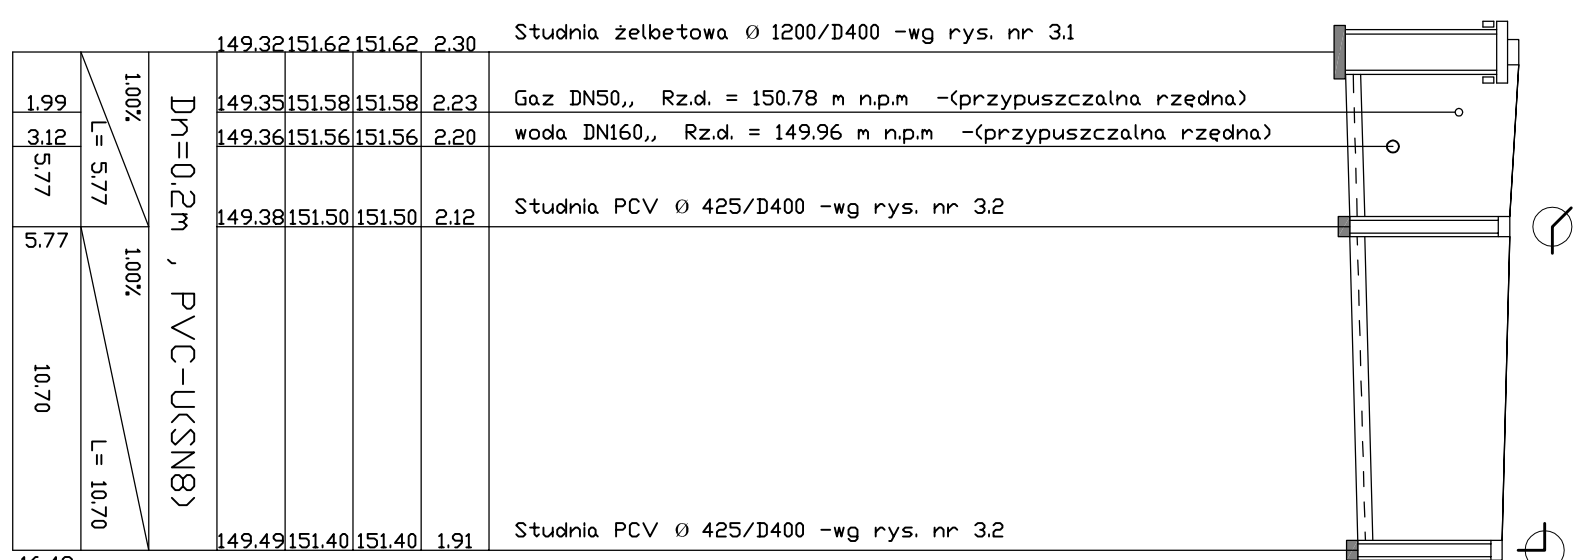 149.32 151.62 151.62 2.30 Studnia żelbetowa Ø 1200/D400 -wg rys. nr 3.1
1.99 149.35 151.58 151.58 2.23 Gaz DN50,, Rz.d. = 150.78 m n.p.m -(przypuszczalna rzędna)
3.12 149.36 151.56 151.56 2.20 woda DN160,, Rz.d. = 149.96 m n.p.m -(przypuszczalna rzędna)
5.77
L= 5.77
1.00%
Dn=0.2m , PVC-U(SN8)
149.38 151.50 151.50 2.12 Studnia PCV Ø 425/D400 -wg rys. nr 3.2
5.77
1.00%
10.70
L= 10.70
149.49 151.40 151.40 1.91 Studnia PCV Ø 425/D400 -wg rys. nr 3.2